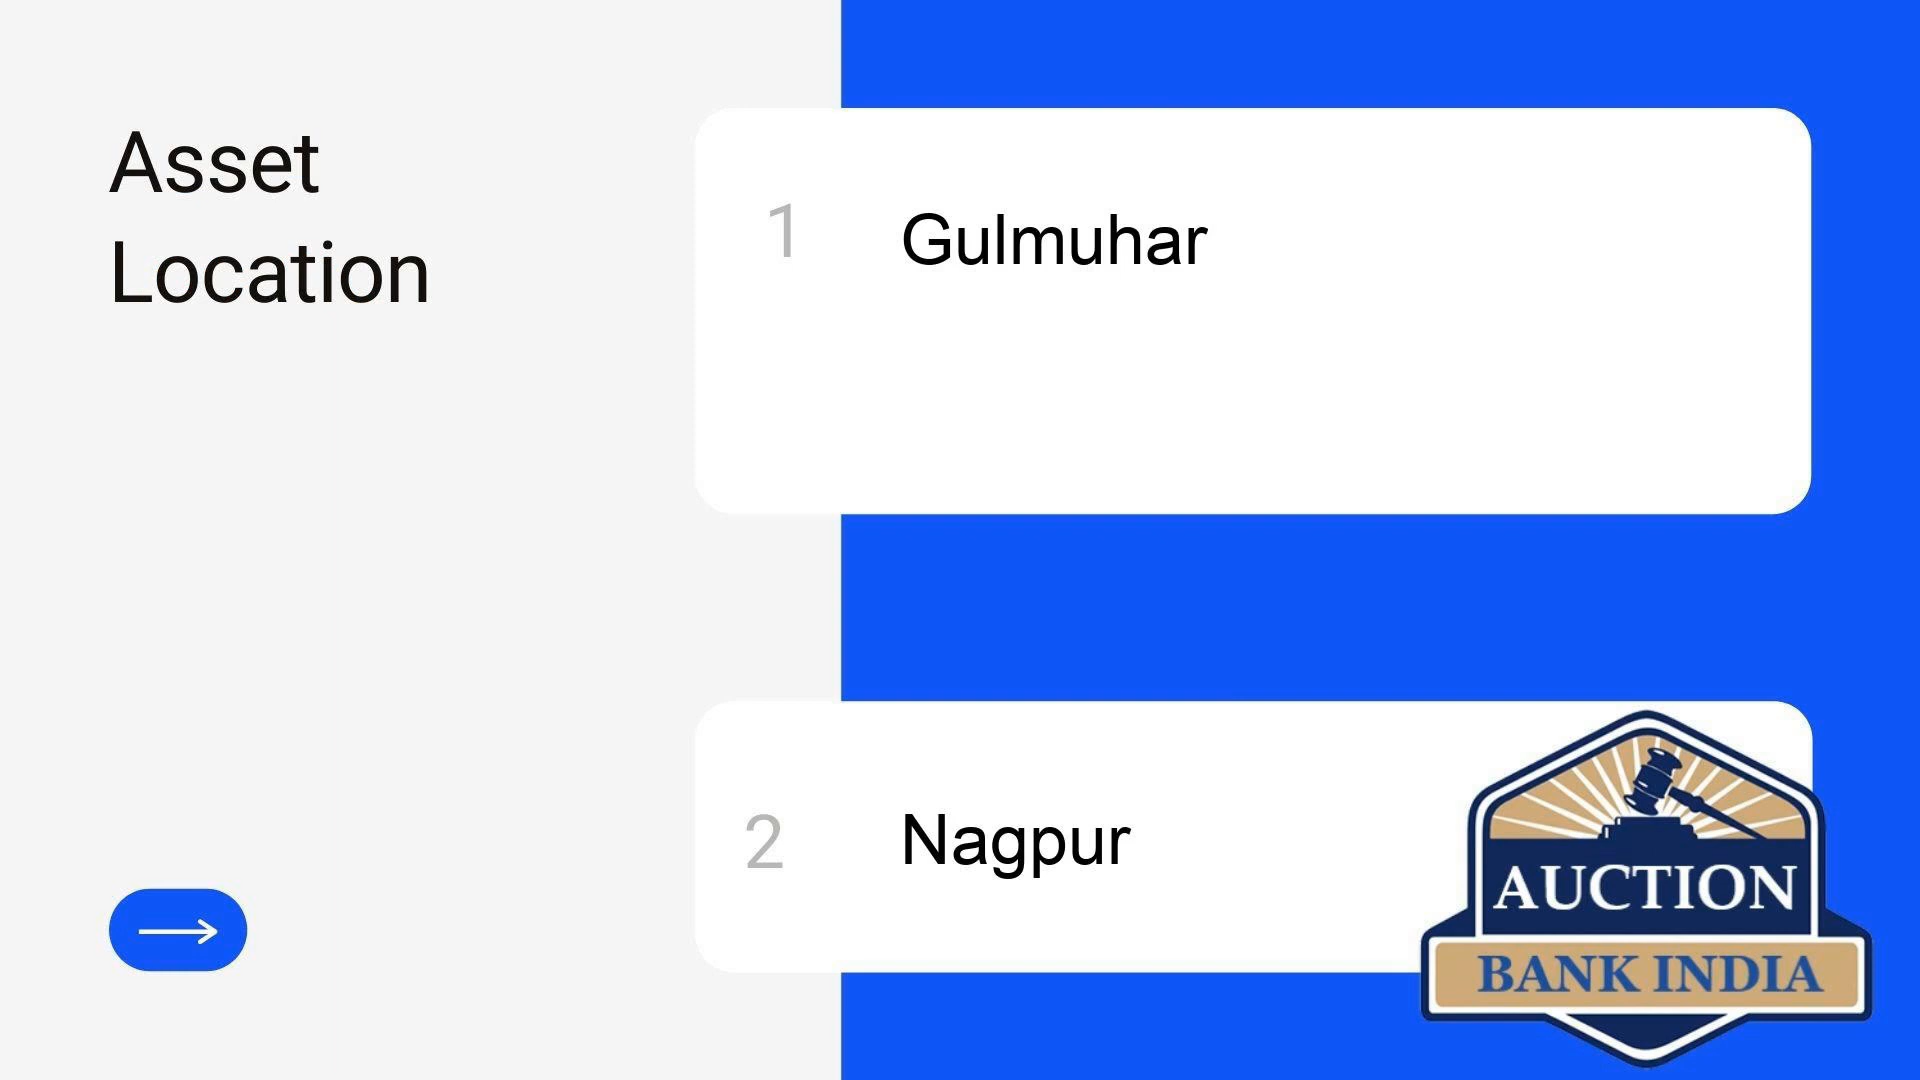 Asset
Location
1
Gulmuhar
2
Nagpur
AUCTION
BANK INDIA